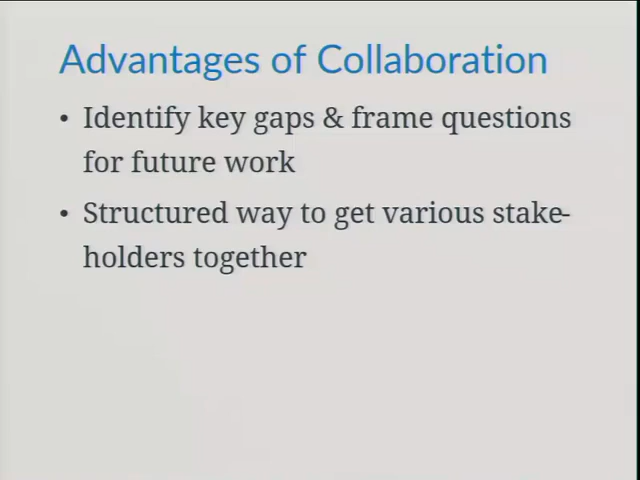 Advantages of Collaboration
• Identify key gaps & frame questions
for future work
• Structured way to get various stake-
holders together